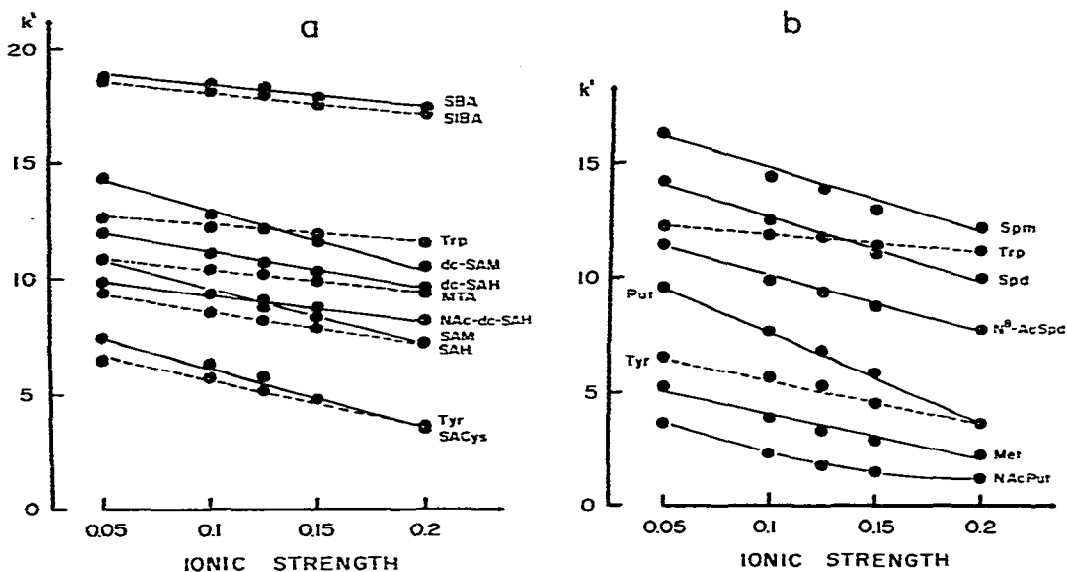 a
k'
20
15
10
5
0
SBA
SIBA
Trp
dc-SAM
dc-SAH
MTA
NAc-dc-SAH
SAM
SAH
Tyr
SACys
0.05 0.1 0.15 0.2
IONIC STRENGTH
b
k'
15
10
5
0
Put
Tyr
Spm
Trp
Spd
N⁸-AcSpd
Met
NAcPut
0.05 0.1 0.15 0.2
IONIC STRENGTH